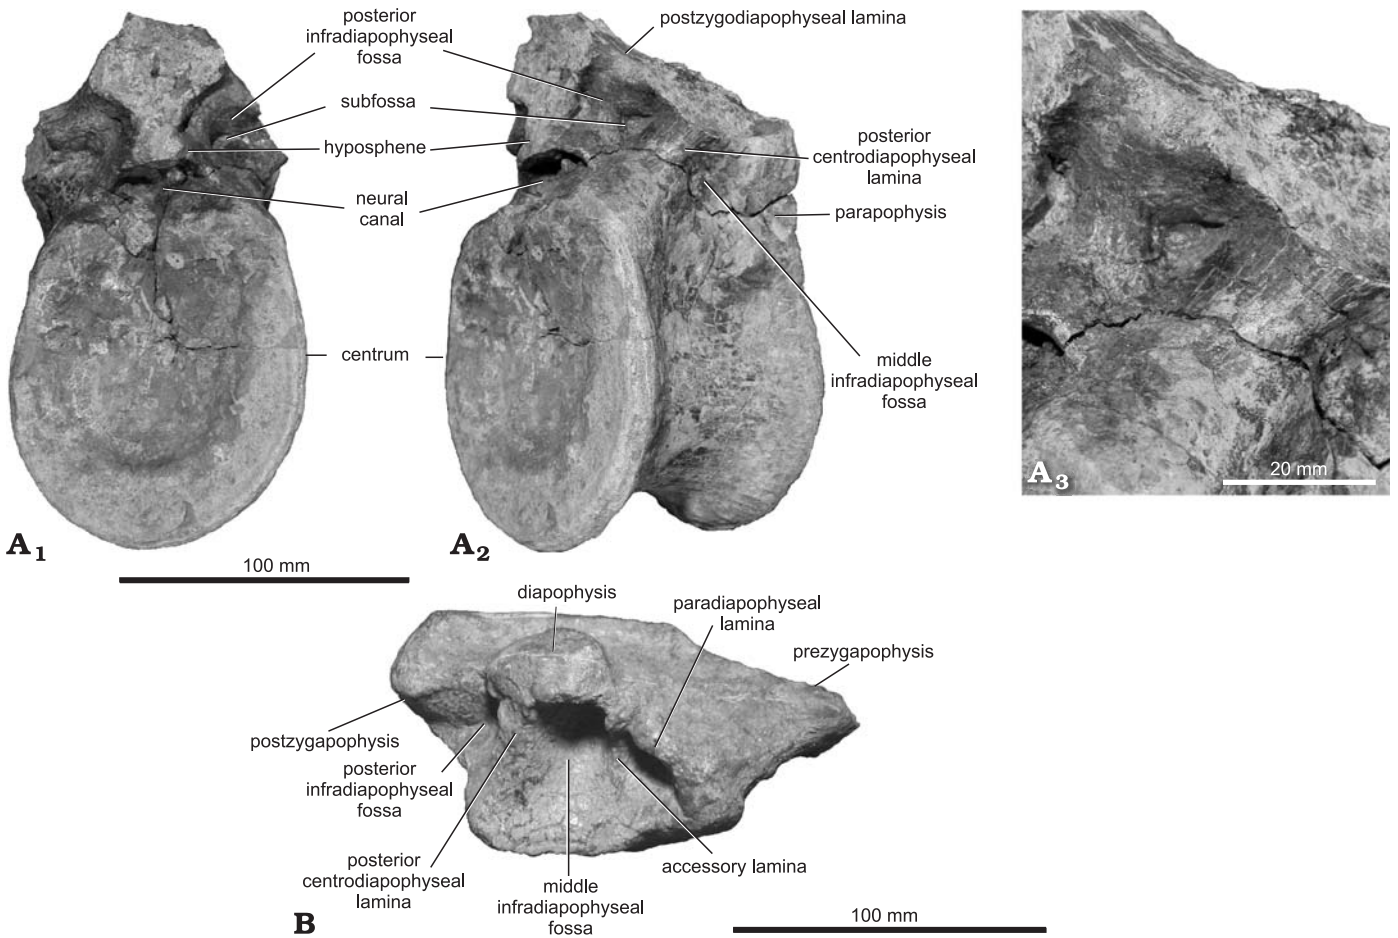 posterior
infradiapophyseal
fossa
subfossa
hyposphene
neural
canal
centrum
postzygodiapophyseal lamina
posterior
centrodiapophyseal
lamina
parapophysis
middle
infradiapophyseal
fossa
A1
A2
A3
20 mm
100 mm
diapophysis
paradiapophyseal
lamina
prezygapophysis
postzygapophysis
posterior
infradiapophyseal
fossa
posterior
centrodiapophyseal
lamina
middle
infradiapophyseal
fossa
accessory lamina
B
100 mm